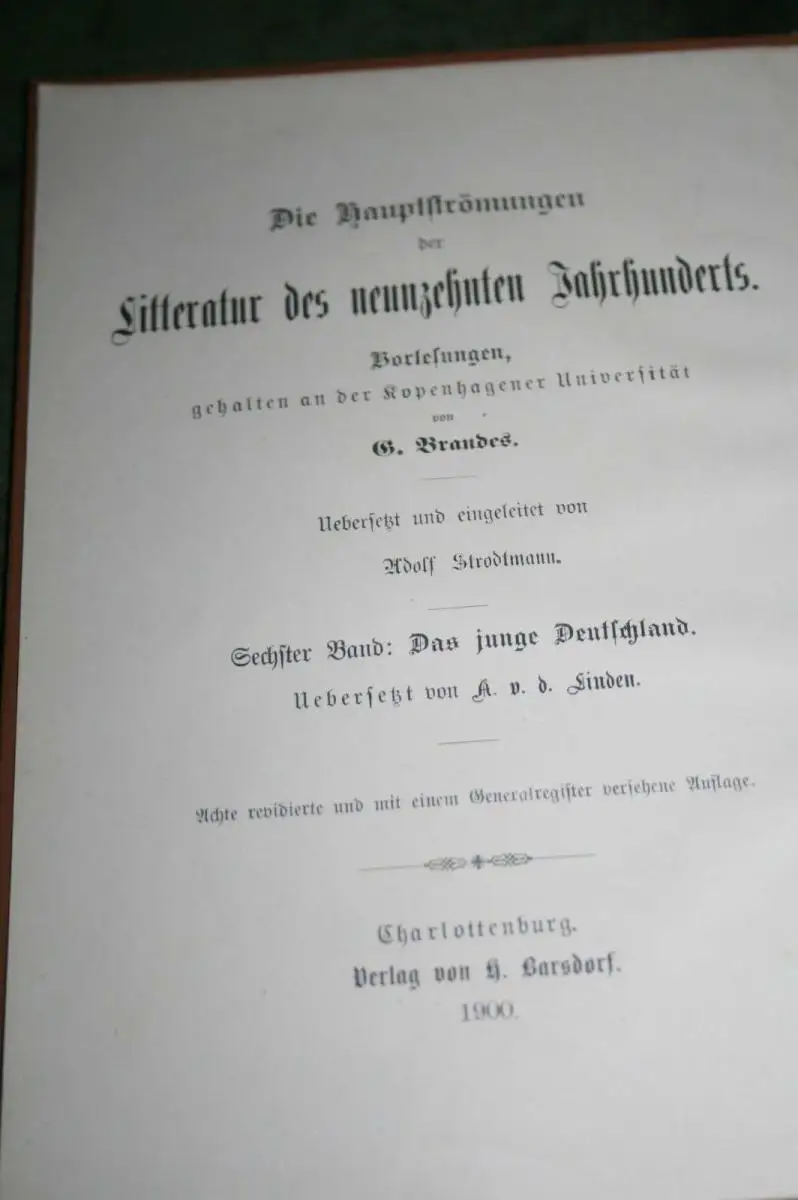 Die Hauptströmungen
der
Litteratur des neunzehnten Jahrhunderts.
Vorlesungen,
gehalten an der Kopenhagener Universität
von
G. Brandes.
Uebersetzt und eingeleitet von
Adolf Strodtmann.
Sechster Band: Das junge Deutschland.
Uebersetzt von A. v. d. Linden.
Achte revidierte und mit einem Generalregister versehene Auflage.
Charlottenburg.
Verlag von H. Barsdorf.
1900.